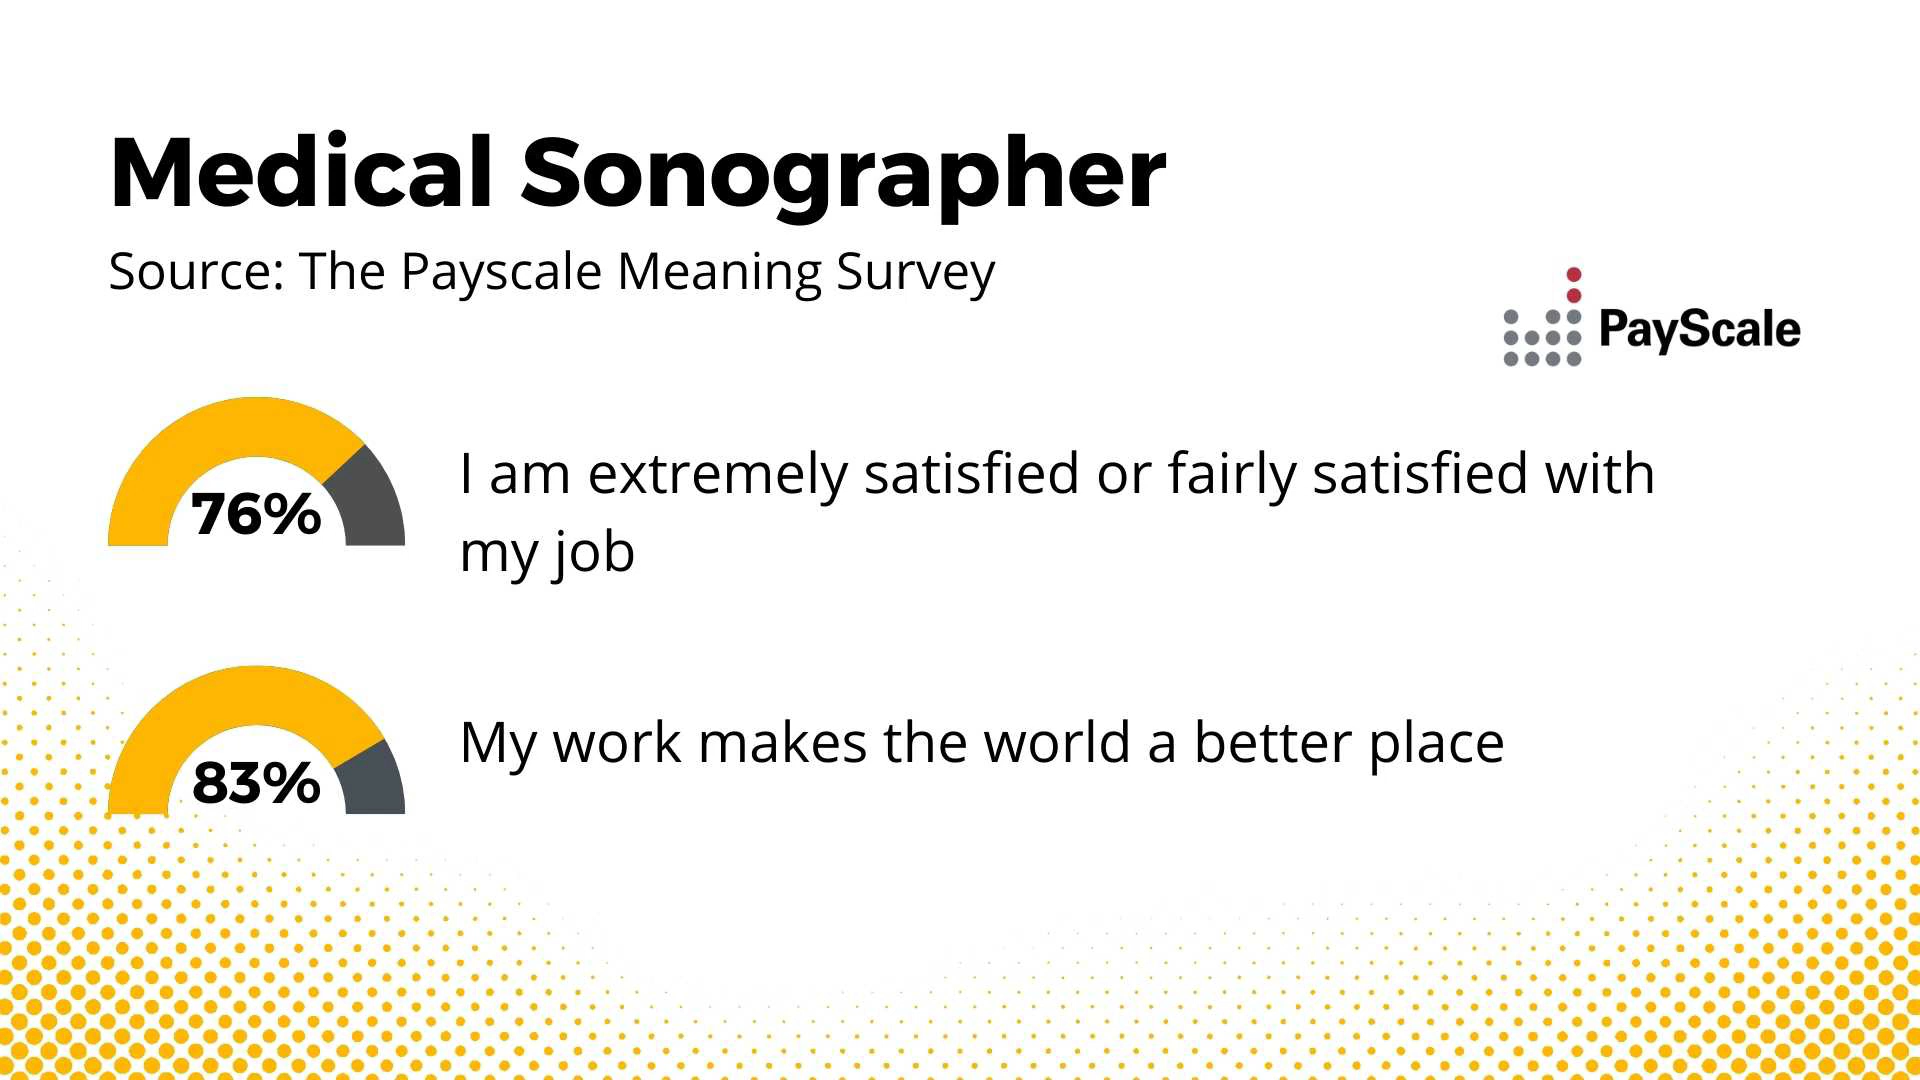 Medical Sonographer
Source: The Payscale Meaning Survey
PayScale
76%
I am extremely satisfied or fairly satisfied with
my job
83%
My work makes the world a better place